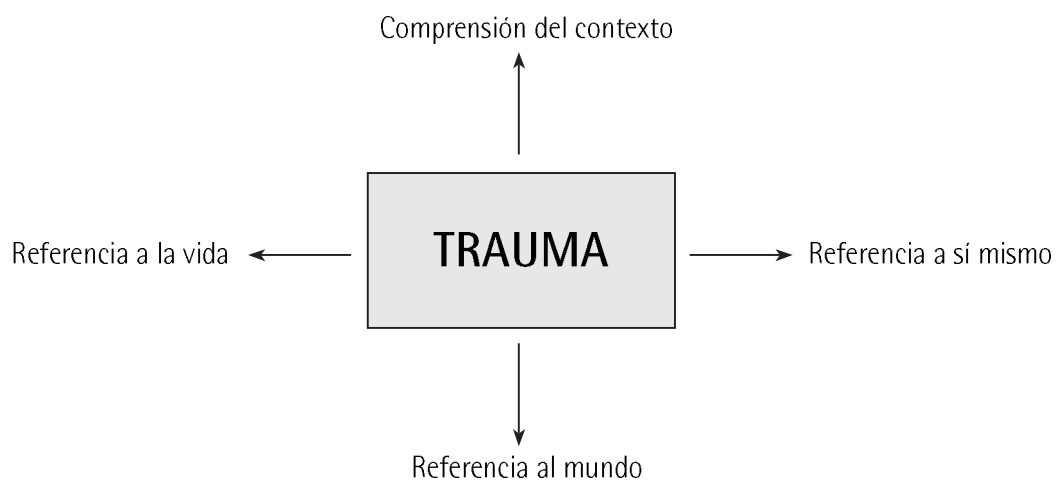 Comprensión del contexto
Referencia a la vida
TRAUMA
Referencia a sí mismo
Referencia al mundo